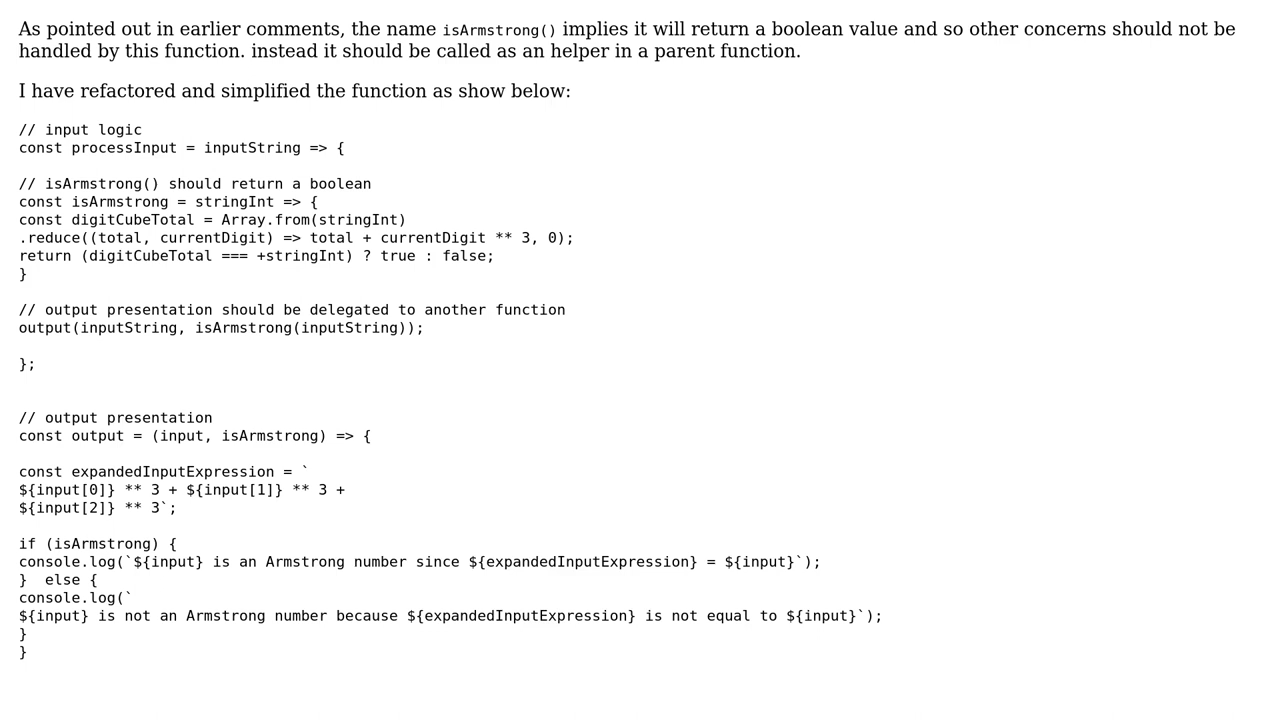 As pointed out in earlier comments, the name isArmstrong() implies it will return a boolean value and so other concerns should not be
handled by this function. instead it should be called as an helper in a parent function.
I have refactored and simplified the function as show below:
// input logic
const processInput = inputString => {
// isArmstrong() should return a boolean
const isArmstrong = stringInt => {
const digitCubeTotal = Array.from(stringInt)
.reduce((total, currentDigit) => total + currentDigit ** 3, 0);
return (digitCubeTotal === +stringInt) ? true : false;
}
// output presentation should be delegated to another function
output(inputString, isArmstrong(inputString));
};
// output presentation
const output = (input, isArmstrong) => {
const expandedInputExpression = `
${input[0]} ** 3 + ${input[1]} ** 3 +
${input[2]} ** 3`;
if (isArmstrong) {
console.log(`${input} is an Armstrong number since ${expandedInputExpression} = ${input}`);
}  else {
console.log(`
${input} is not an Armstrong number because ${expandedInputExpression} is not equal to ${input}`);
}
}